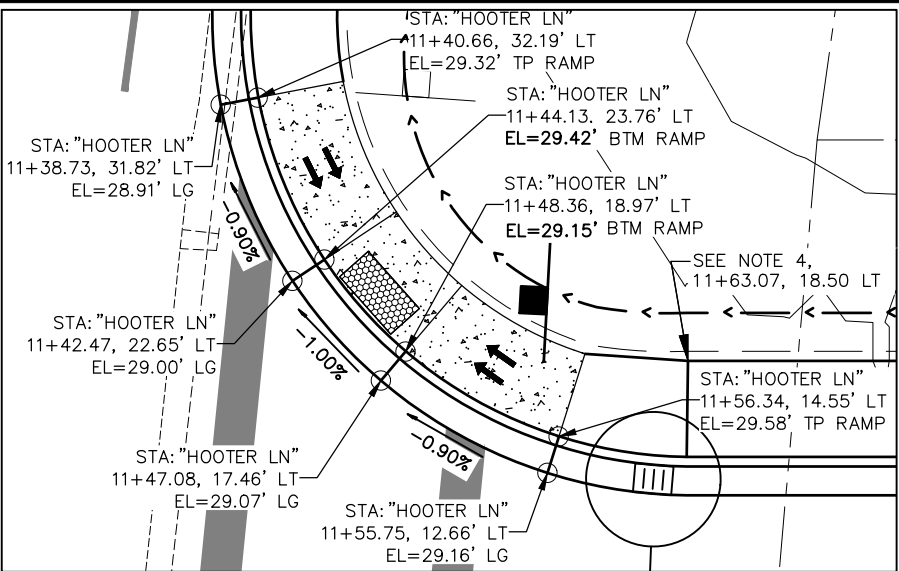 STA:"HOOTER LN"
11+40.66, 32.19' LT
EL=29.32' TP RAMP
STA:"HOOTER LN"
11+44.13. 23.76' LT
EL=29.42' BTM RAMP
STA:"HOOTER LN"
11+38.73, 31.82' LT
EL=28.91' LG
STA:"HOOTER LN"
11+48.36, 18.97' LT
EL=29.15' BTM RAMP
-0.90%
SEE NOTE 4,
11+63.07, 18.50 LT
STA:"HOOTER LN"
11+42.47, 22.65' LT
EL=29.00' LG
-1.00%
STA:"HOOTER LN"
11+56.34, 14.55' LT
EL=29.58' TP RAMP
-0.90%
STA:"HOOTER LN"
11+47.08, 17.46' LT
EL=29.07' LG
STA:"HOOTER LN"
11+55.75, 12.66' LT
EL=29.16' LG